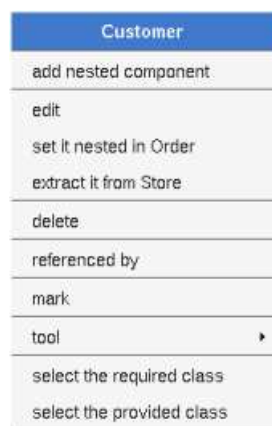 Customer
add nested component
edit
set it nested in Order
extract it from Store
delete
referenced by
mark
tool
select the required class
select the provided class